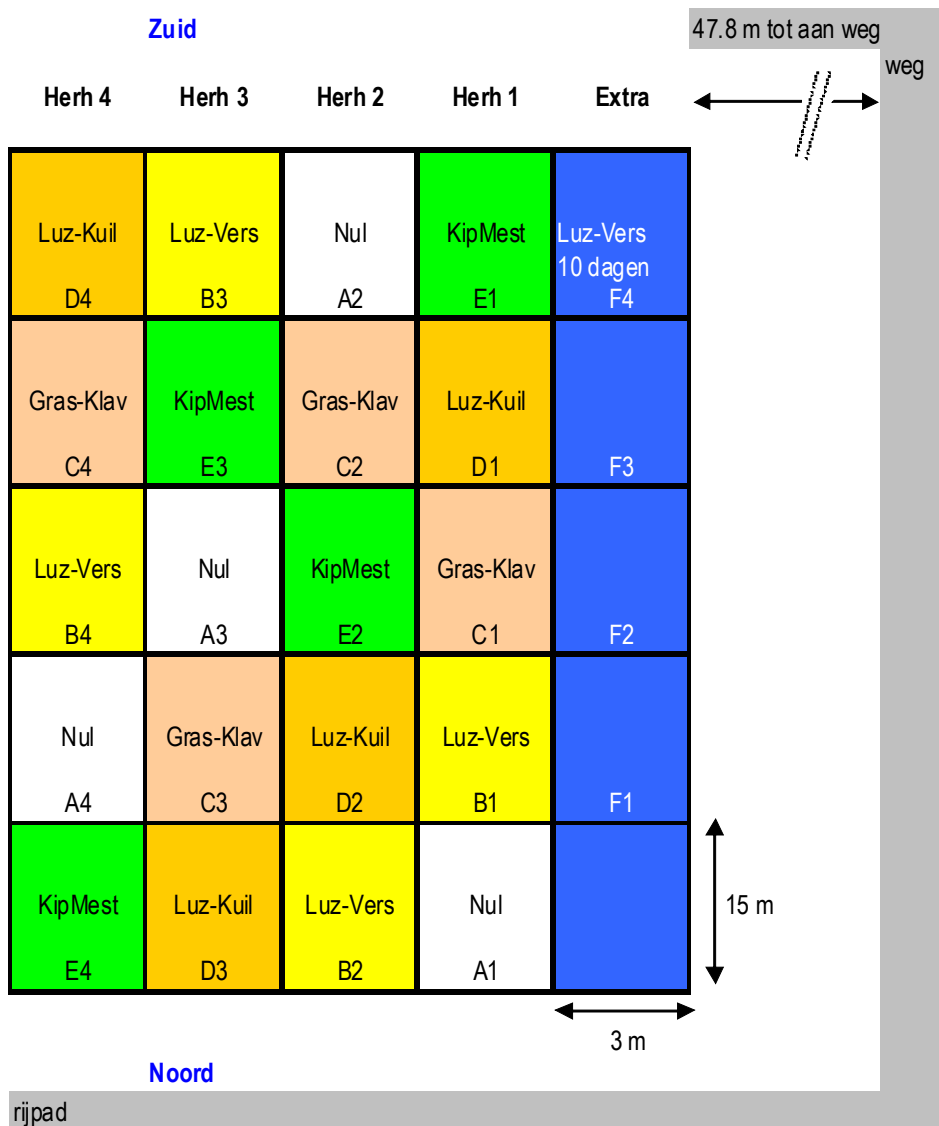 Zuid
47.8 m tot aan weg
weg
Herh 4 Herh 3 Herh 2 Herh 1 Extra
Luz-Kuil Luz-Vers Nul KipMest Luz-Vers
10 dagen
D4 B3 A2 E1 F4
Gras-Klav KipMest Gras-Klav Luz-Kuil
C4 E3 C2 D1 F3
Luz-Vers Nul KipMest Gras-Klav
B4 A3 E2 C1 F2
Nul Gras-Klav Luz-Kuil Luz-Vers
A4 C3 D2 B1 F1
KipMest Luz-Kuil Luz-Vers Nul 15 m
E4 D3 B2 A1
3 m
Noord
rijpad